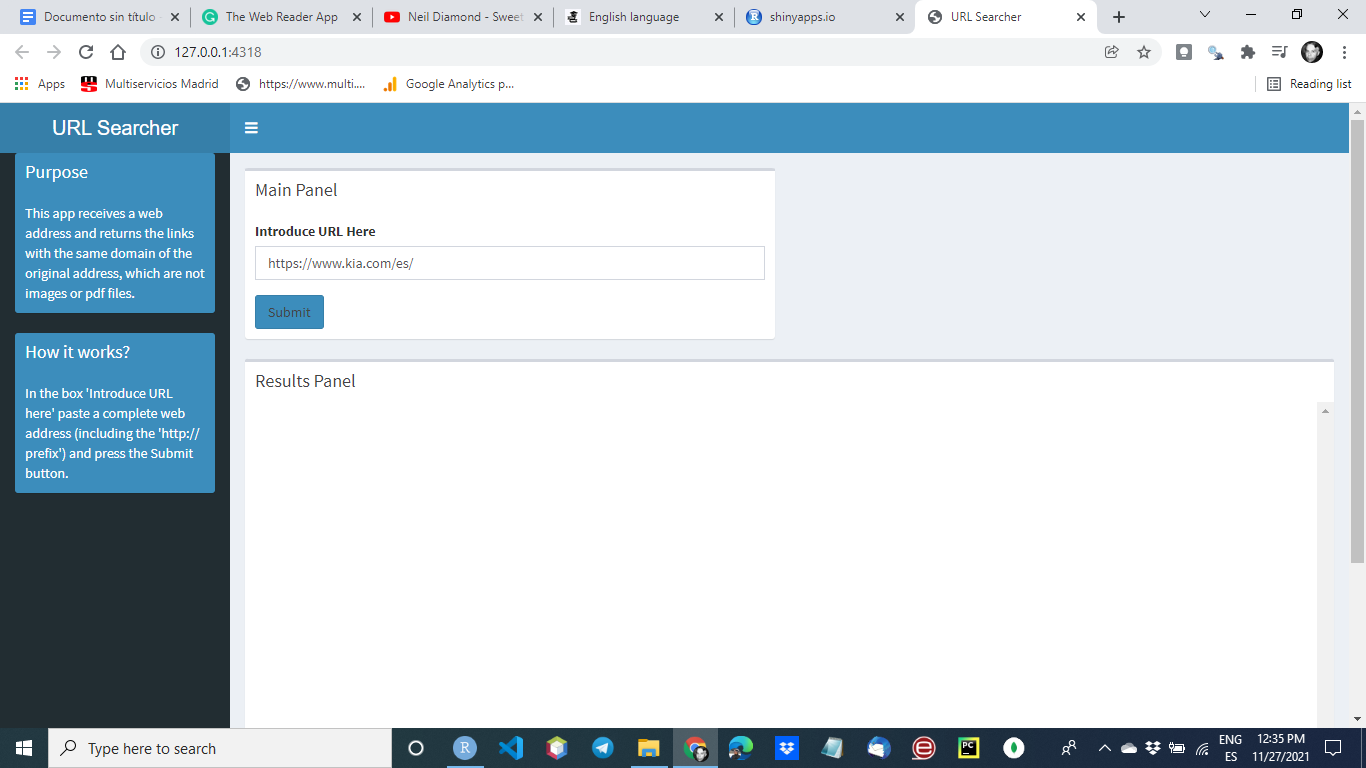 Documento sin título
The Web Reader App
Neil Diamond - Sweet
English language
shinyapps.io
URL Searcher
127.0.0.1:4318
Apps
Multiservicios Madrid
https://www.multi....
Google Analytics p...
Reading list
URL Searcher
Purpose
This app receives a web
address and returns the links
with the same domain of the
original address, which are not
images or pdf files.
How it works?
In the box 'Introduce URL
here' paste a complete web
address (including the 'http://
prefix') and press the Submit
button.
Main Panel
Introduce URL Here
https://www.kia.com/es/
Submit
Results Panel
Type here to search
R
PC
ENG
ES
12:35 PM
11/27/2021